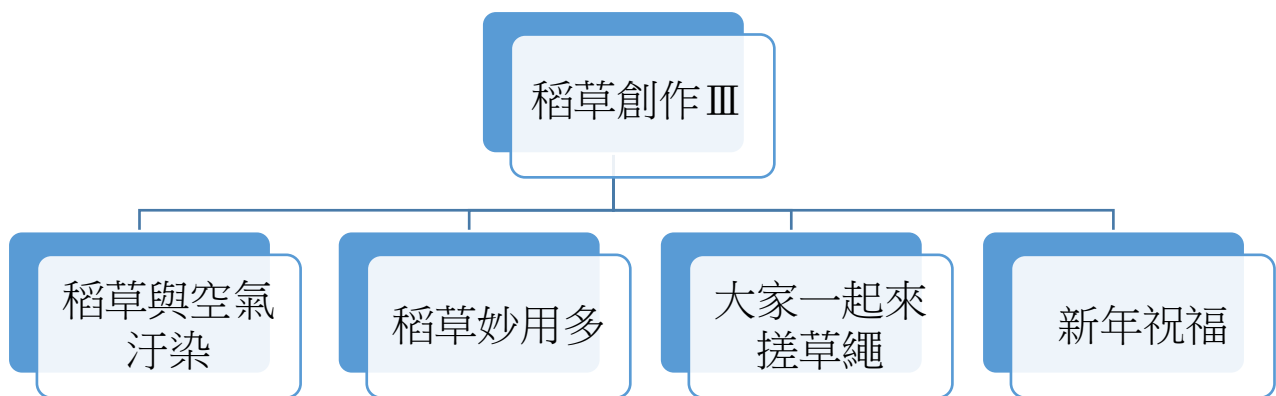 稻草創作Ⅲ
稻草與空氣
汙染
稻草妙用多
大家一起來
搓草繩
新年祝福